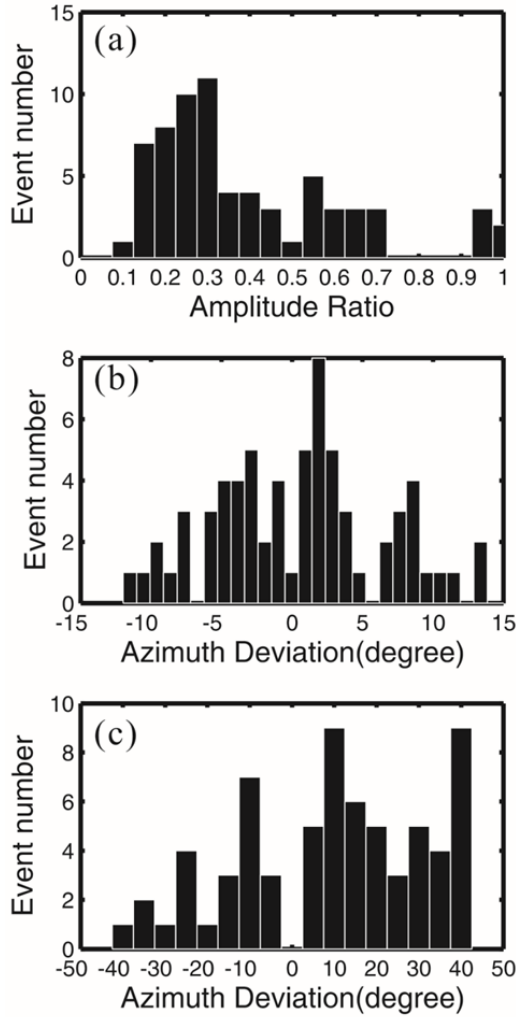 (a)
Event number
15
10
5
0
0 0.1 0.2 0.3 0.4 0.5 0.6 0.7 0.8 0.9 1
Amplitude Ratio
(b)
Event number
8
6
4
2
0
-15 -10 -5 0 5 10 15
Azimuth Deviation(degree)
(c)
Event number
10
8
6
4
2
0
-50 -40 -30 -20 -10 0 10 20 30 40 50
Azimuth Deviation(degree)